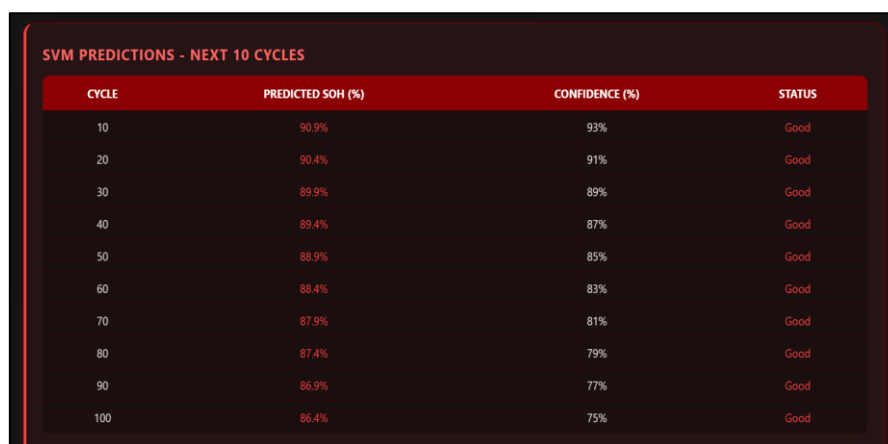 SVM PREDICTIONS - NEXT 10 CYCLES
CYCLE PREDICTED SOH (%) CONFIDENCE (%) STATUS
10 90.9% 93% Good
20 90.4% 91% Good
30 89.9% 89% Good
40 89.4% 87% Good
50 88.9% 85% Good
60 88.4% 83% Good
70 87.9% 81% Good
80 87.4% 79% Good
90 86.9% 77% Good
100 86.4% 75% Good